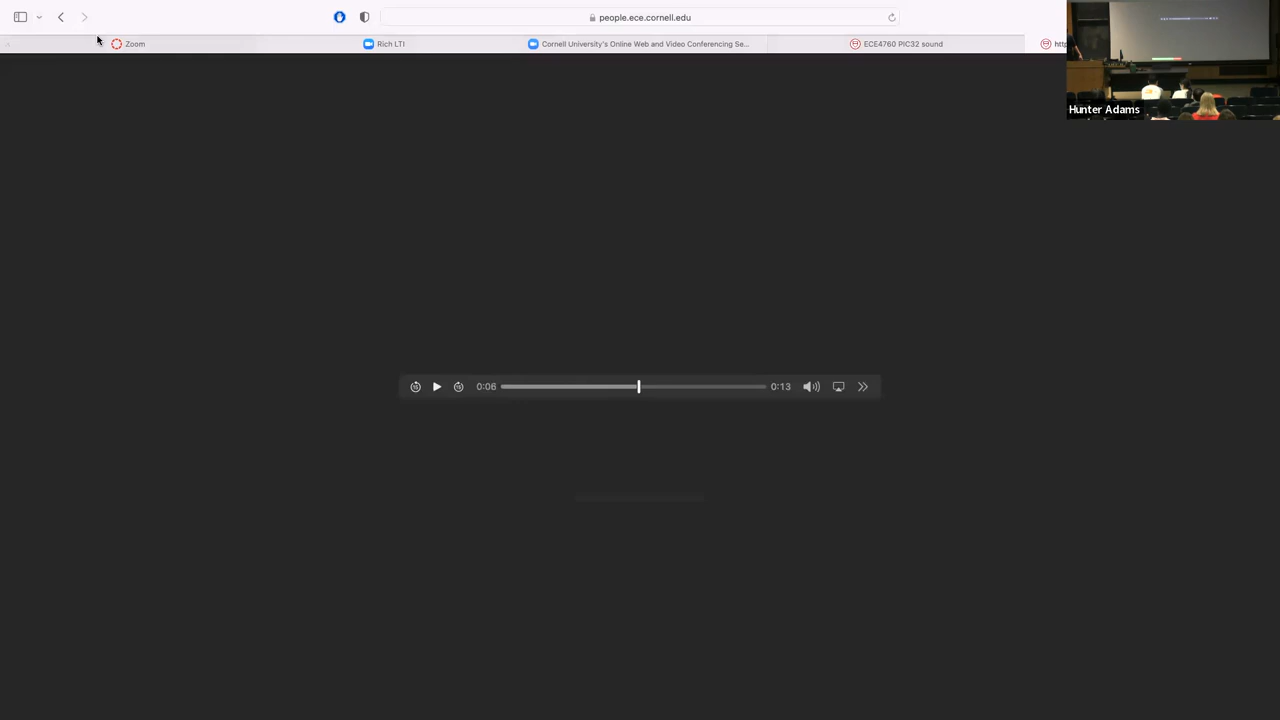 people.ece.cornell.edu
Zoom
Rich LTI
Cornell University's Online Web and Video Conferencing Se...
ECE4760 PIC32 sound
Hunter Adams
0:06
0:13